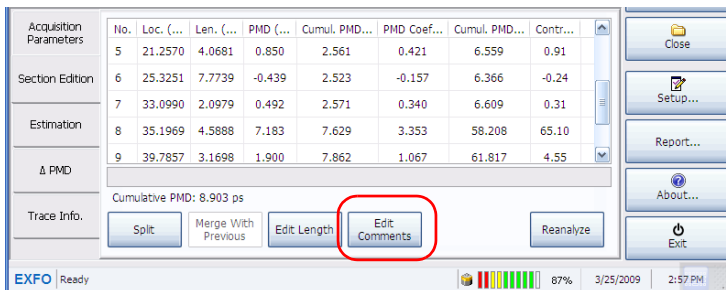 Acquisition
Parameters
Section Edition
Estimation
Δ PMD
Trace Info.
No. Loc. (... Len. (... PMD (... Cumul. PMD... PMD Coef... Cumul. PMD... Contr...
5 21.2570 4.0681 0.850 2.561 0.421 6.559 0.91
6 25.3251 7.7739 -0.439 2.523 -0.157 6.366 -0.24
7 33.0990 2.0979 0.492 2.571 0.340 6.609 0.31
8 35.1969 4.5888 7.183 7.629 3.353 58.208 65.10
9 39.7857 3.1698 1.900 7.862 1.067 61.817 4.55
Cumulative PMD: 8.903 ps
Split
Merge With
Previous
Edit Length
Edit
Comments
Reanalyze
Close
Setup...
Report...
About...
Exit
EXFO Ready 87% 3/25/2009 2:57 PM